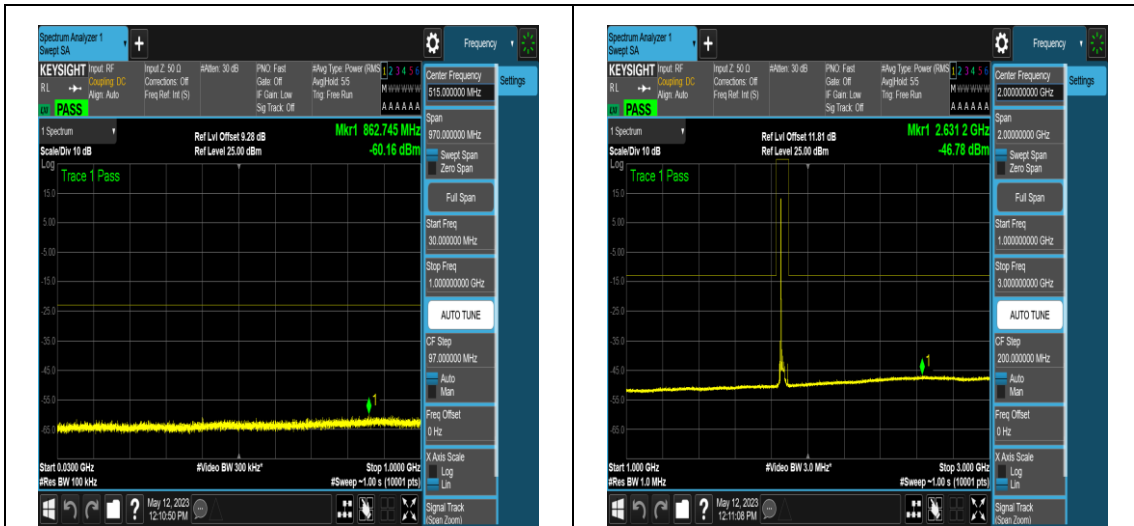 Spectrum Analyzer 1
Swept SA
+
Frequency
KEYSIGHT
Input: RF
Coupling: DC
Align: Auto
Input Z: 50 Ω
Corrections: Off
Freq Ref: Int (S)
#Atten: 30 dB
PNO: Fast
Gate: Off
IF Gain: Low
Sig Track: Off
#Avg Type: Power (RMS
Avg|Hold: 5/5
Trig: Free Run
1 2 3 4 5 6
M W W W W W
A A A A A A
RL
PASS
Center Frequency
515.000000 MHz
Settings
Span
970.000000 MHz
Swept Span
Zero Span
Full Span
Start Freq
30.000000 MHz
Stop Freq
1.000000000 GHz
AUTO TUNE
CF Step
97.000000 MHz
Auto
Man
Freq Offset
0 Hz
X Axis Scale
Log
Lin
Signal Track
(Span Zoom)
1 Spectrum
Scale/Div 10 dB
Ref Lvl Offset 9.28 dB
Ref Level 25.00 dBm
Mkr1 862.745 MHz
-60.16 dBm
Log
Trace 1 Pass
15.0
5.00
-5.00
-15.0
-25.0
-35.0
-45.0
-55.0
-65.0
1
Start 0.0300 GHz
#Res BW 100 kHz
#Video BW 300 kHz*
Stop 1.0000 GHz
#Sweep ~1.00 s (10001 pts)
?
May 12, 2023
12:10:50 PM
Spectrum Analyzer 1
Swept SA
+
Frequency
KEYSIGHT
Input: RF
Coupling: DC
Align: Auto
Input Z: 50 Ω
Corrections: Off
Freq Ref: Int (S)
#Atten: 30 dB
PNO: Fast
Gate: Off
IF Gain: Low
Sig Track: Off
#Avg Type: Power (RMS
Avg|Hold: 5/5
Trig: Free Run
1 2 3 4 5 6
M W W W W W
A A A A A A
RL
PASS
Center Frequency
2.000000000 GHz
Settings
Span
2.00000000 GHz
Swept Span
Zero Span
Full Span
Start Freq
1.000000000 GHz
Stop Freq
3.000000000 GHz
AUTO TUNE
CF Step
200.000000 MHz
Auto
Man
Freq Offset
0 Hz
X Axis Scale
Log
Lin
Signal Track
(Span Zoom)
1 Spectrum
Scale/Div 10 dB
Ref Lvl Offset 11.81 dB
Ref Level 25.00 dBm
Mkr1 2.631 2 GHz
-46.78 dBm
Log
Trace 1 Pass
15.0
5.00
-5.00
-15.0
-25.0
-35.0
-45.0
-55.0
-65.0
1
Start 1.000 GHz
#Res BW 1.0 MHz
#Video BW 3.0 MHz*
Stop 3.000 GHz
#Sweep ~1.00 s (10001 pts)
?
May 12, 2023
12:11:08 PM